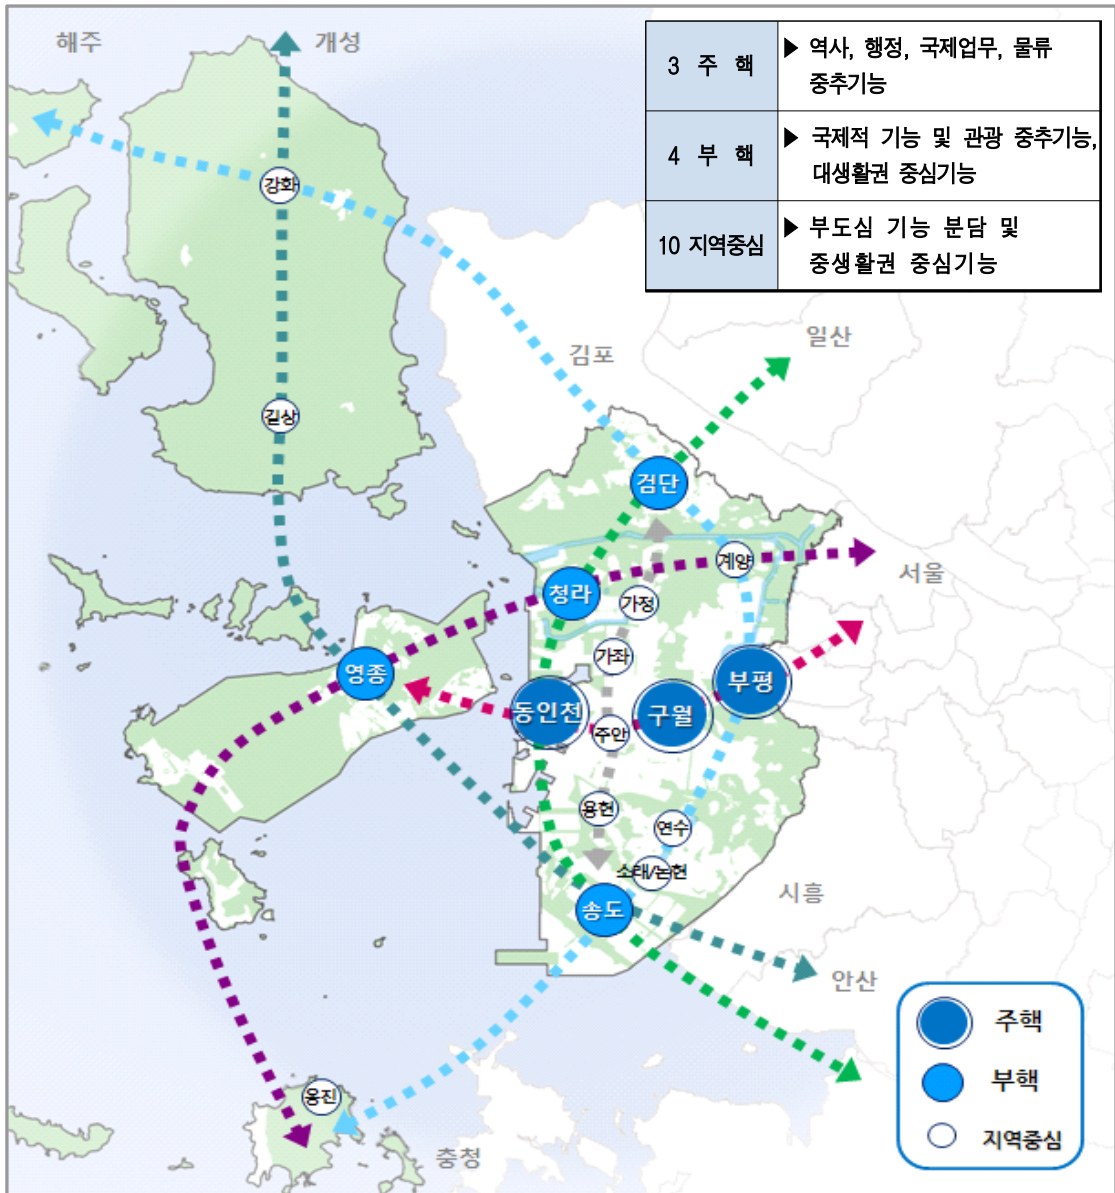 해주
개성
3 주 핵
▶ 역사, 행정, 국제업무, 물류
중추기능
4 부 핵
▶ 국제적 기능 및 관광 중추기능,
대생활권 중심기능
10 지역중심
▶ 부도심 기능 분담 및
중생활권 중심기능
강화
일산
김포
길상
검단
계양
서울
청라
가정
가좌
영종
부평
동인천
구월
주안
용현
연수
소래/논현
시흥
송도
안산
주핵
부핵
지역중심
옹진
충청